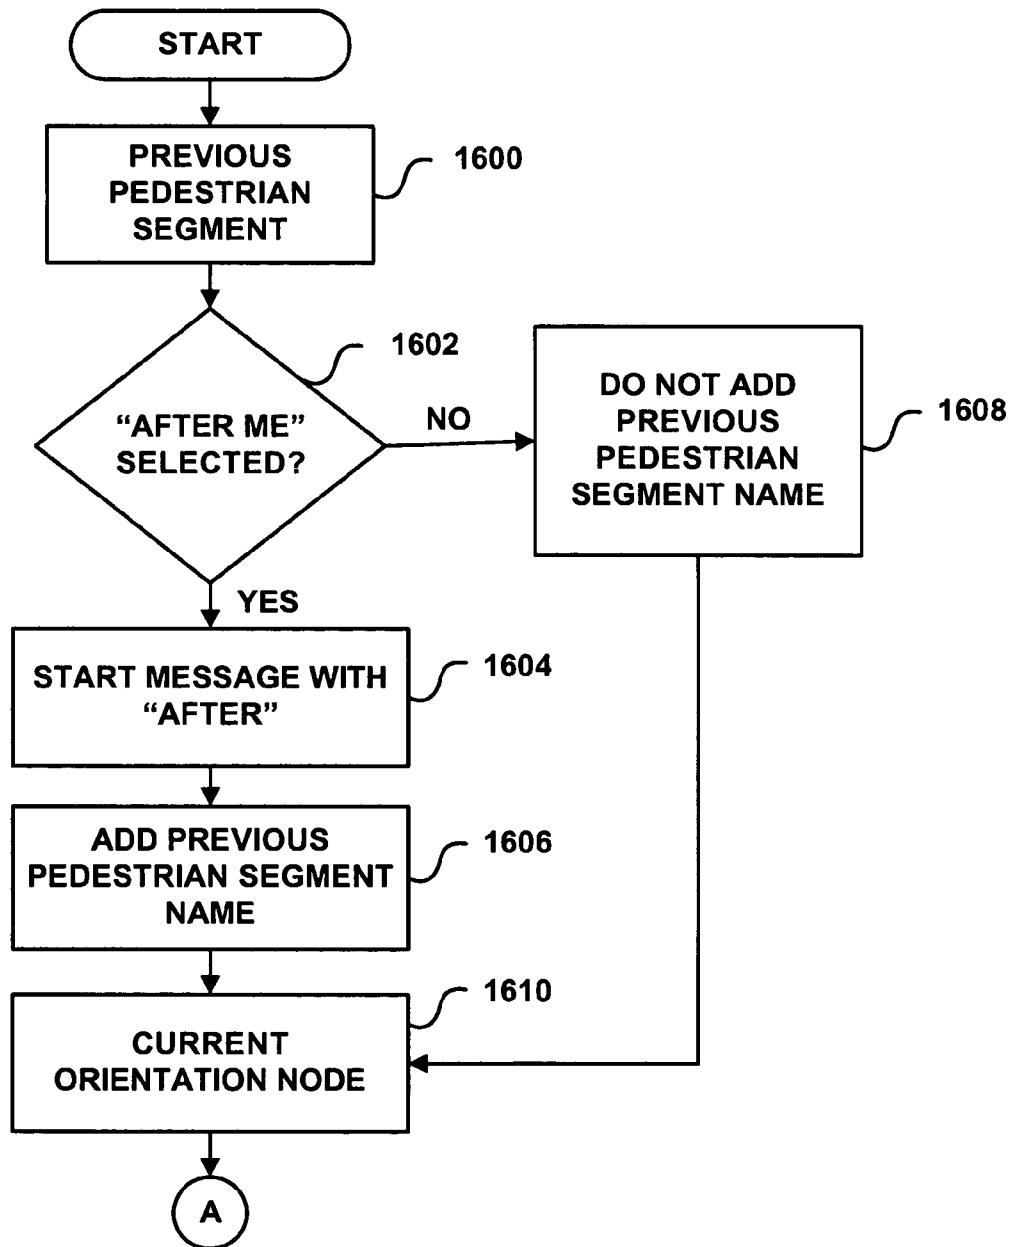 START
PREVIOUS
PEDESTRIAN
SEGMENT
1600
“AFTER ME”
SELECTED?
1602
NO
DO NOT ADD
PREVIOUS
PEDESTRIAN
SEGMENT NAME
1608
YES
START MESSAGE WITH
“AFTER”
1604
ADD PREVIOUS
PEDESTRIAN SEGMENT
NAME
1606
CURRENT
ORIENTATION NODE
1610
A